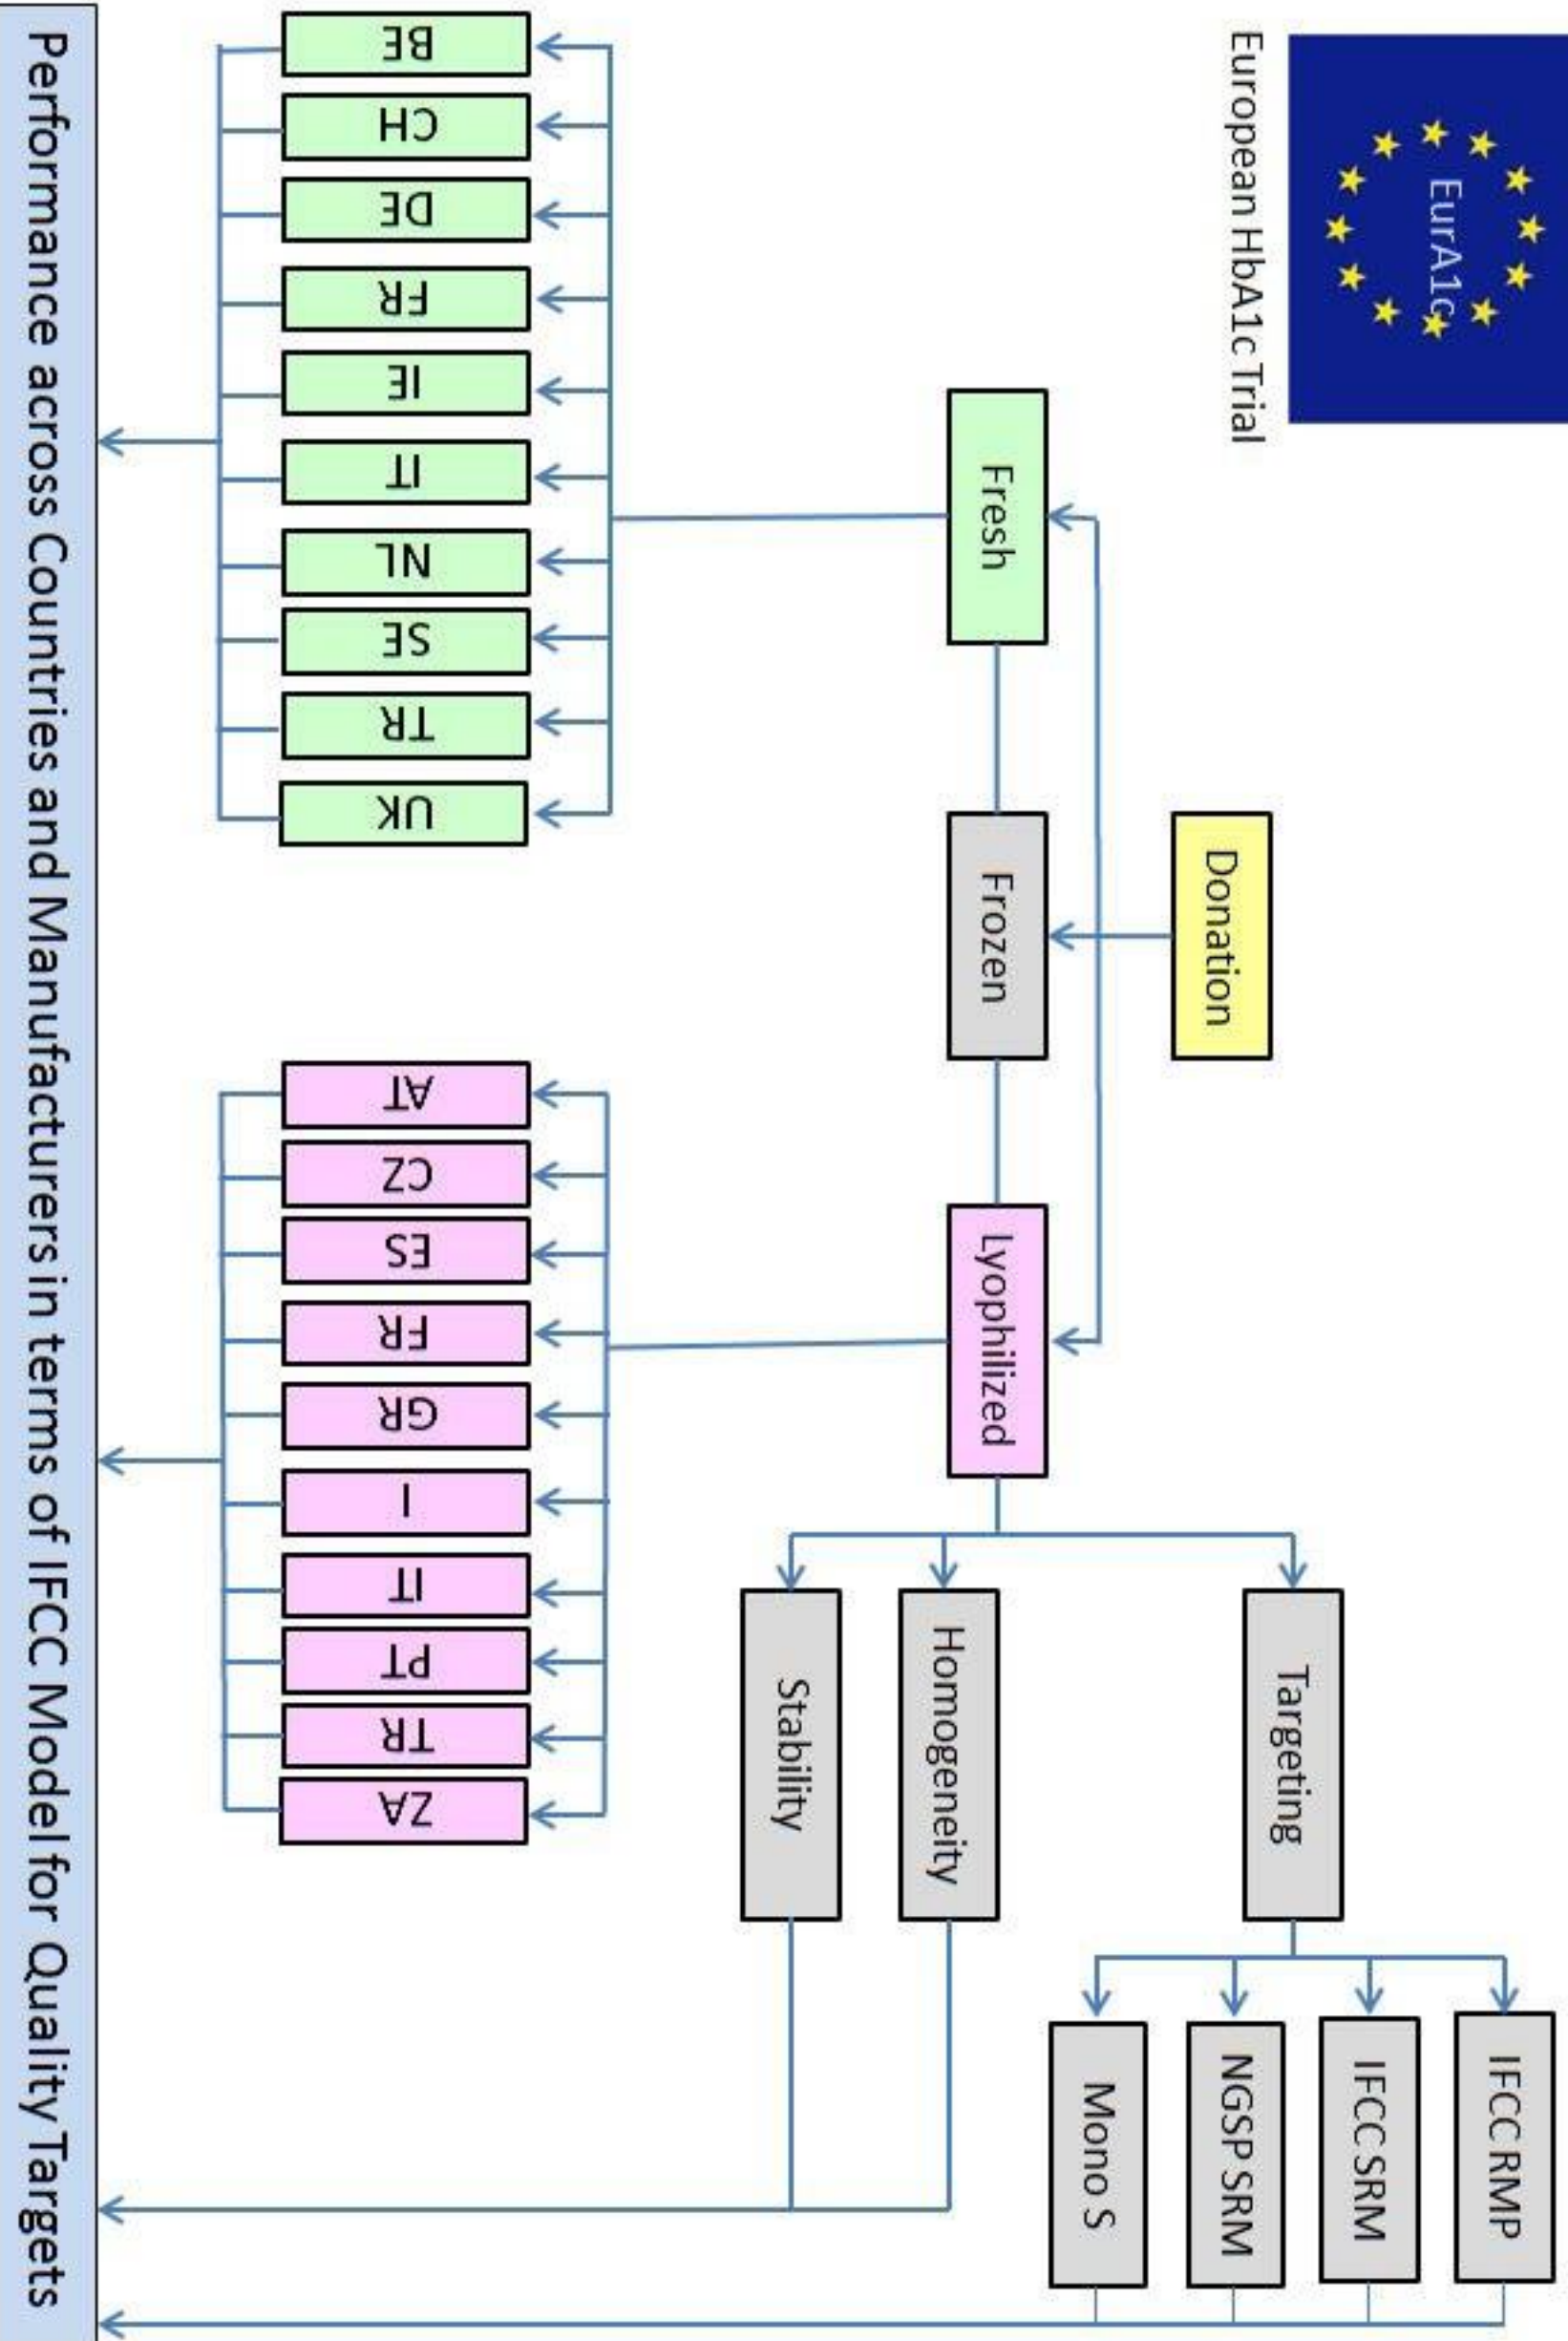 EurA1c
European HbA1c Trial
Donation
Fresh
Frozen
Lyophilized
Targeting
Homogeneity
Stability
IFCC RMP
IFCC SRM
NGSP SRM
Mono S
BE
CH
DE
FR
IE
IT
NL
SE
TR
UK
AT
CZ
ES
FR
GR
I
IT
PT
TR
ZA
Performance across Countries and Manufacturers in terms of IFCC Model for Quality Targets